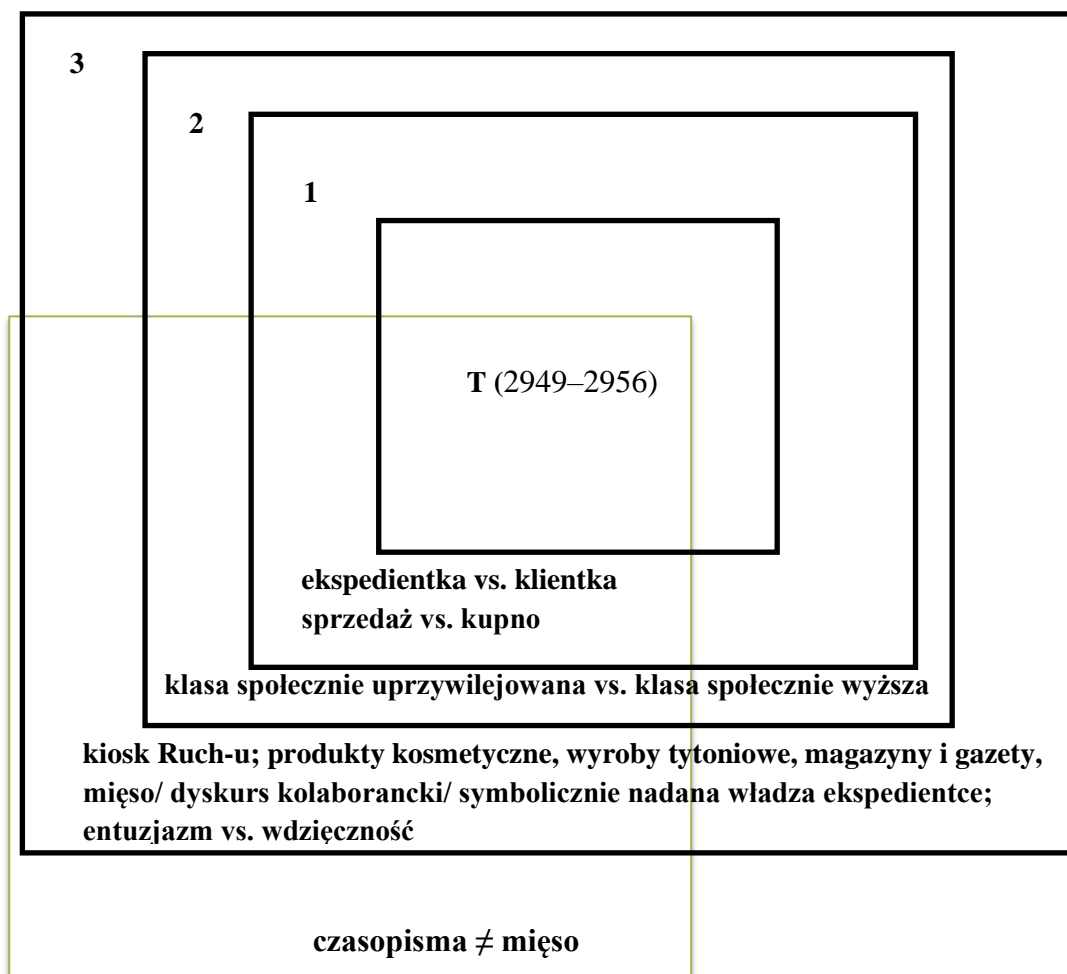 3
2
1
T (2949–2956)
ekspedientka vs. klientka
sprzedaż vs. kupno
klasa społecznie uprzywilejowana vs. klasa społecznie wyższa
kiosk Ruch-u; produkty kosmetyczne, wyroby tytoniowe, magazyny i gazety,
mięso/ dyskurs kolaborancki/ symbolicznie nadana władza ekspedientce;
entuzjazm vs. wdzięczność
czasopisma ≠ mięso